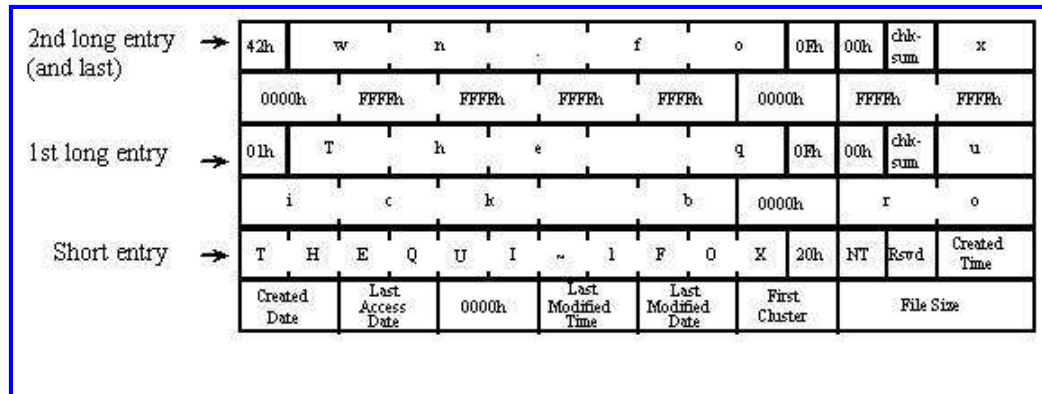 2nd long entry → 42h w n . f o 0Fh 00h chk-sum x
(and last)
0000h FFFFh FFFFh FFFFh FFFFh 0000h FFFFh FFFFh
1st long entry → 01h T h e q 0Fh 00h chk-sum u
i c k b 0000h r o
Short entry → T H E Q U I ~ 1 F O X 20h NT Rsvd Created Time
Created Date Last Access Date 0000h Last Modified Time Last Modified Date First Cluster File Size